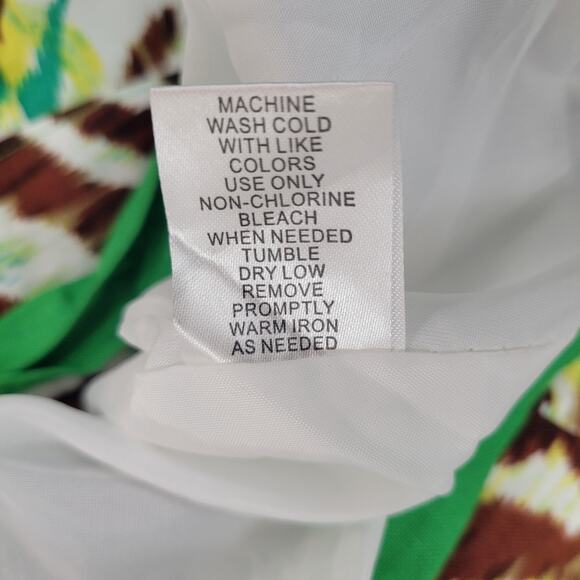 MACHINE
WASH COLD
WITH LIKE
COLORS
USE ONLY
NON-CHLORINE
BLEACH
WHEN NEEDED
TUMBLE
DRY LOW
REMOVE
PROMPTLY
WARM IRON
AS NEEDED